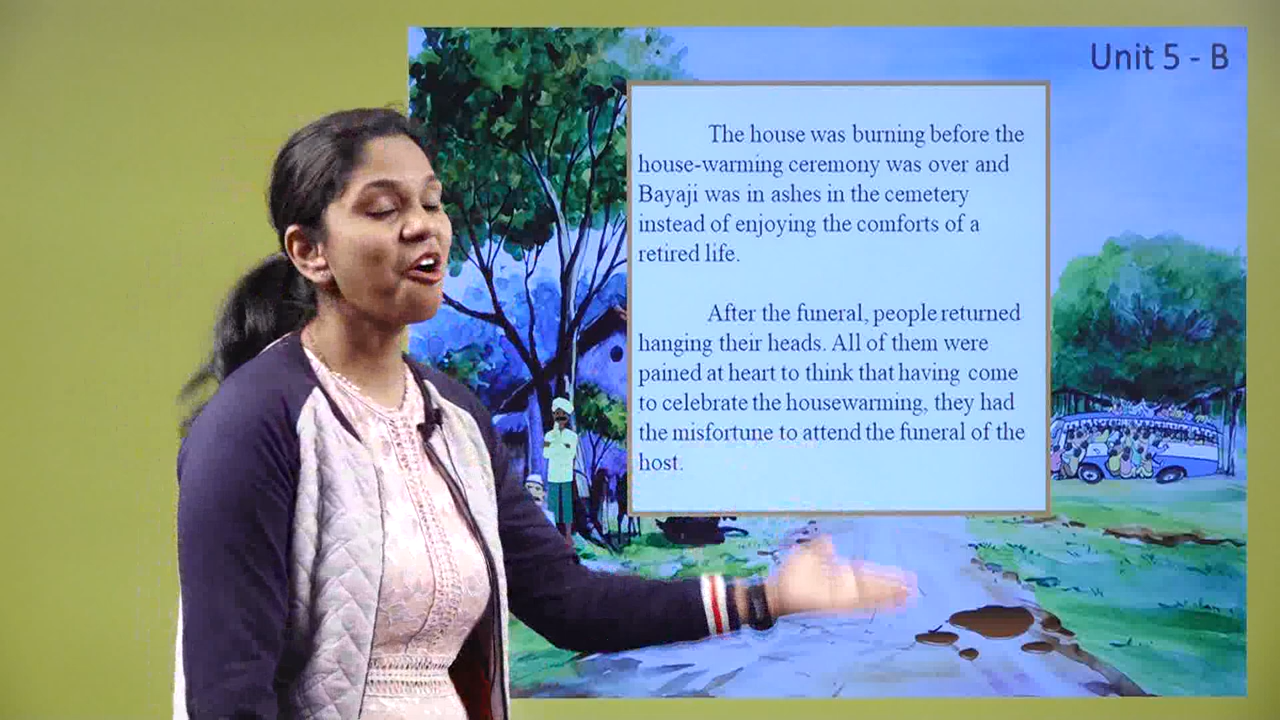 Unit 5 - B
The house was burning before the
house-warming ceremony was over and
Bayaji was in ashes in the cemetery
instead of enjoying the comforts of a
retired life.
After the funeral, people returned
hanging their heads. All of them were
pained at heart to think that having come
to celebrate the housewarming, they had
the misfortune to attend the funeral of the
host.